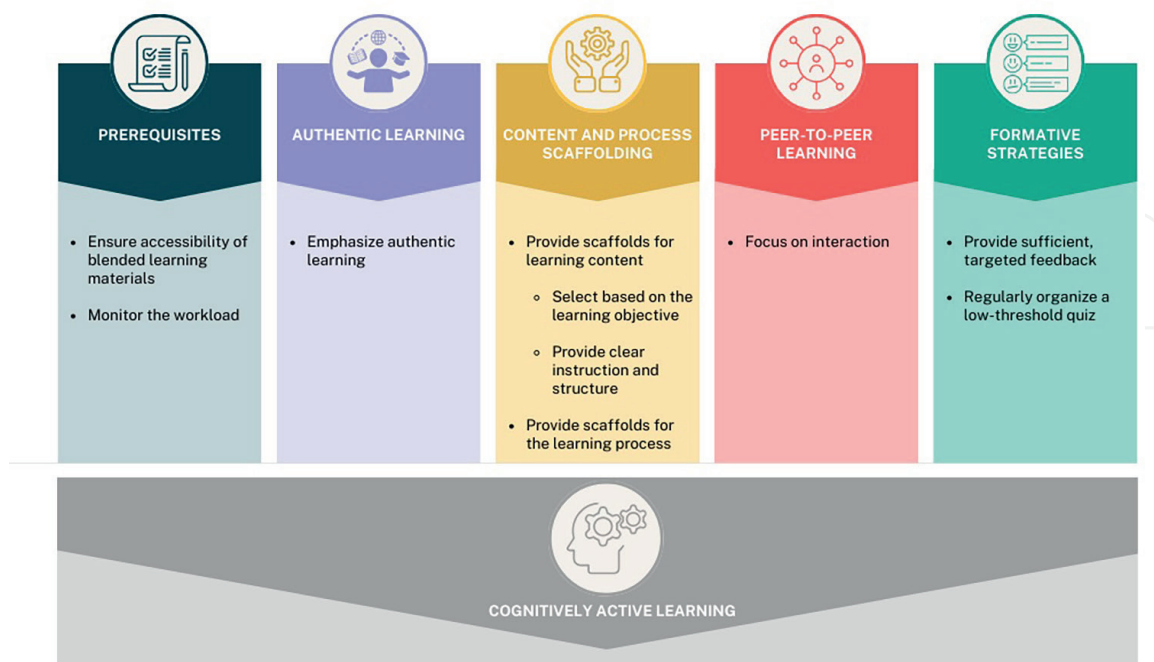 PREREQUISITES
• Ensure accessibility of
blended learning
materials
• Monitor the workload
AUTHENTIC LEARNING
• Emphasize authentic
learning
CONTENT AND PROCESS
SCAFFOLDING
• Provide scaffolds for
learning content
◦ Select based on the
learning objective
◦ Provide clear
instruction and
structure
• Provide scaffolds for
the learning process
PEER-TO-PEER
LEARNING
• Focus on interaction
FORMATIVE
STRATEGIES
• Provide sufficient,
targeted feedback
• Regularly organize a
low-threshold quiz
COGNITIVELY ACTIVE LEARNING